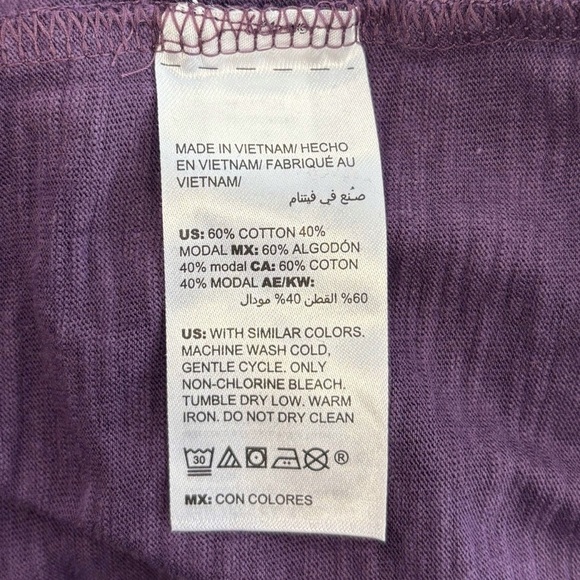 MADE IN VIETNAM/ HECHO
EN VIETNAM/ FABRIQUÉ AU
VIETNAM/
صنع في فيتنام
US: 60% COTTON 40%
MODAL MX: 60% ALGODÓN
40% modal CA: 60% COTON
40% MODAL AE/KW:
60% القطن 40% مودال
US: WITH SIMILAR COLORS.
MACHINE WASH COLD,
GENTLE CYCLE. ONLY
NON-CHLORINE BLEACH.
TUMBLE DRY LOW. WARM
IRON. DO NOT DRY CLEAN
30 ®
MX: CON COLORES